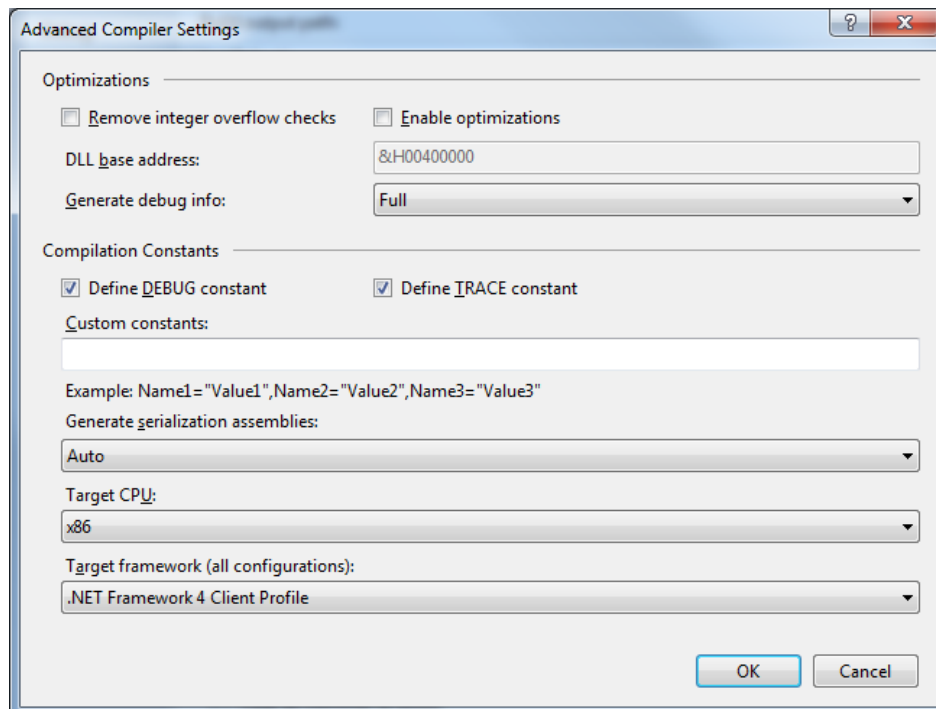 Advanced Compiler Settings
Optimizations
Remove integer overflow checks Enable optimizations
DLL base address: &H00400000
Generate debug info: Full
Compilation Constants
Define DEBUG constant Define TRACE constant
Custom constants:
Example: Name1="Value1",Name2="Value2",Name3="Value3"
Generate serialization assemblies:
Auto
Target CPU:
x86
Target framework (all configurations):
.NET Framework 4 Client Profile
OK Cancel